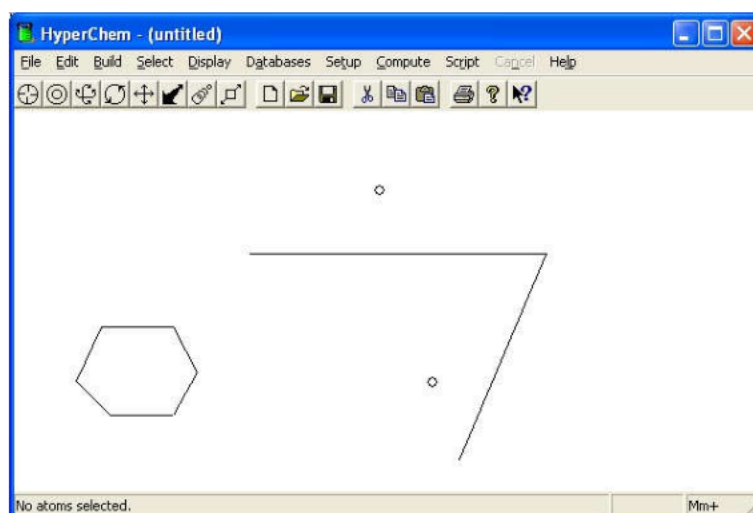 HyperChem - (untitled)
File Edit Build Select Display Databases Setup Compute Script Cancel Help
No atoms selected. Mm+